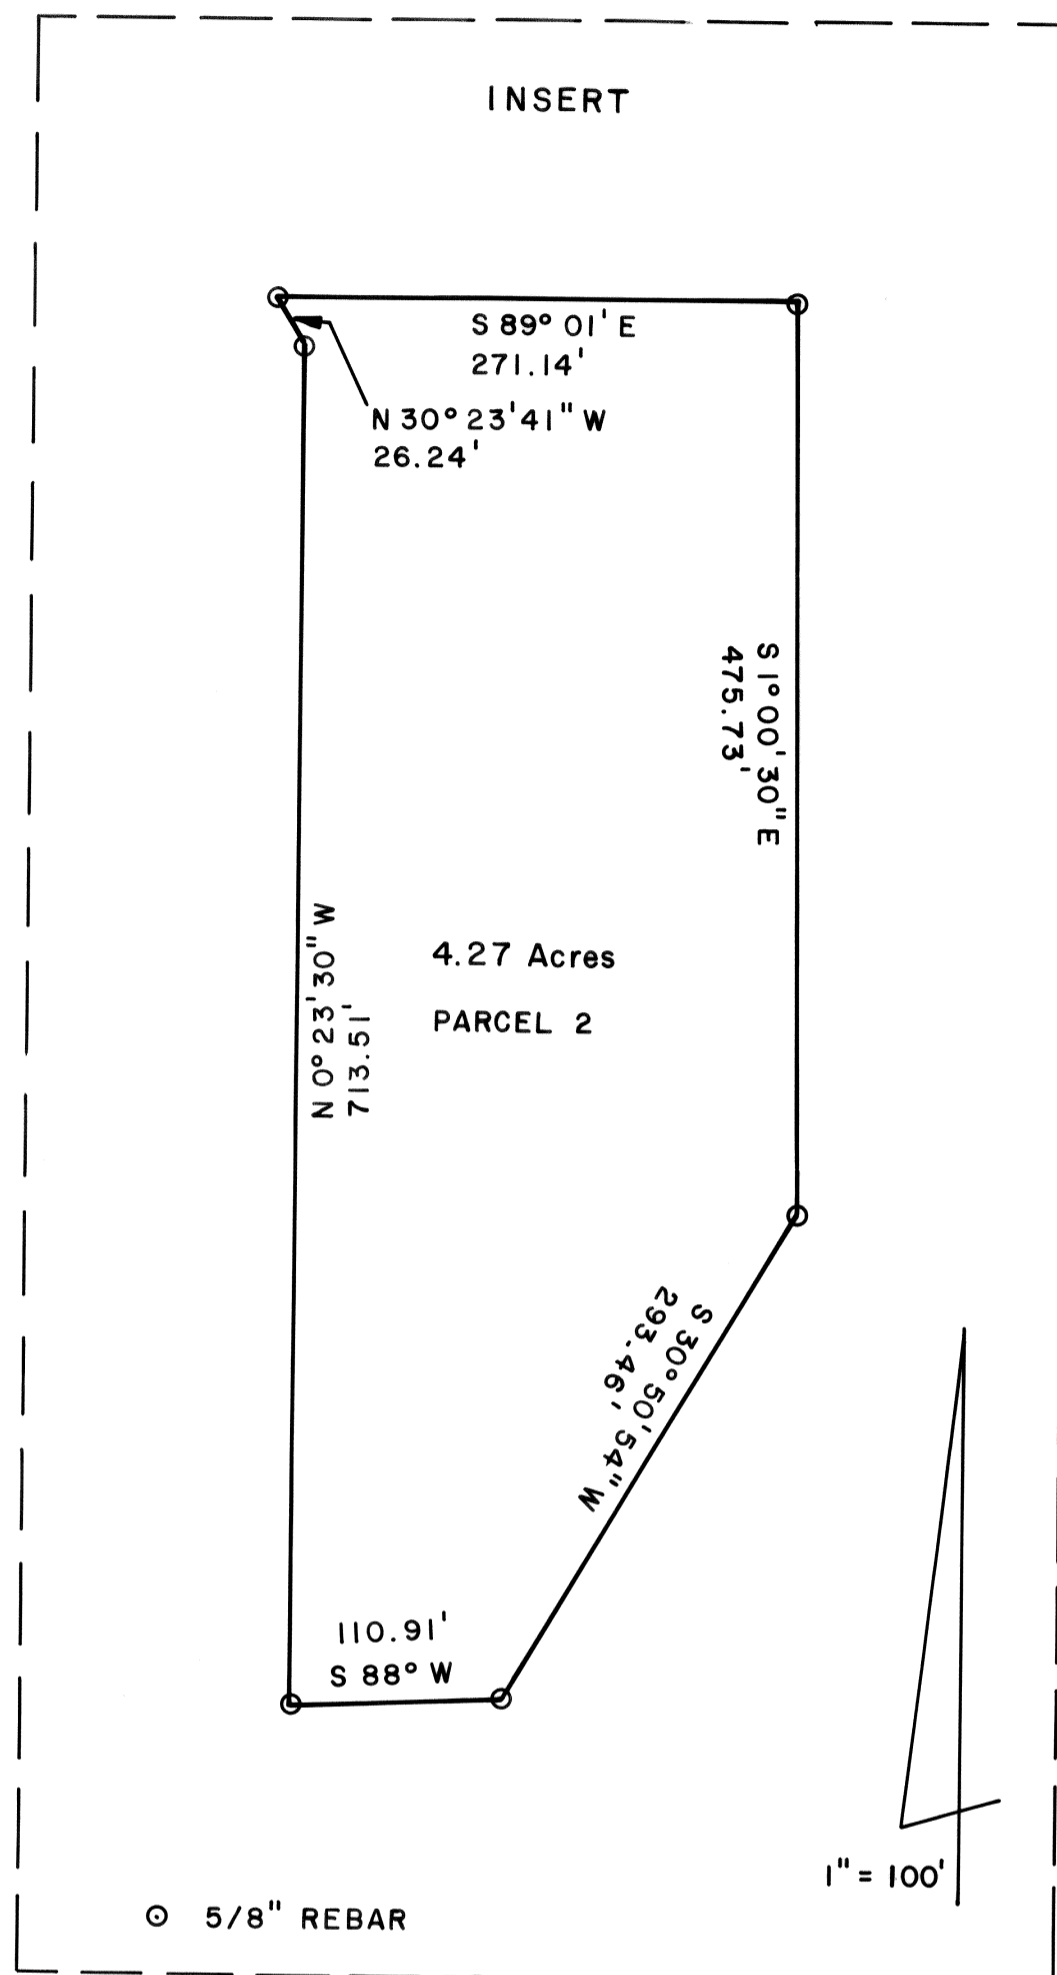 INSERT
S 89° 01' E
271.14'
N 30° 23' 41" W
26.24'
S 1° 00' 30" E
475.73'
N 0° 23' 30" W
713.51'
4.27 Acres
PARCEL 2
S 30° 50' 54" W
293.46'
110.91'
S 88° W
1" = 100'
5/8" REBAR